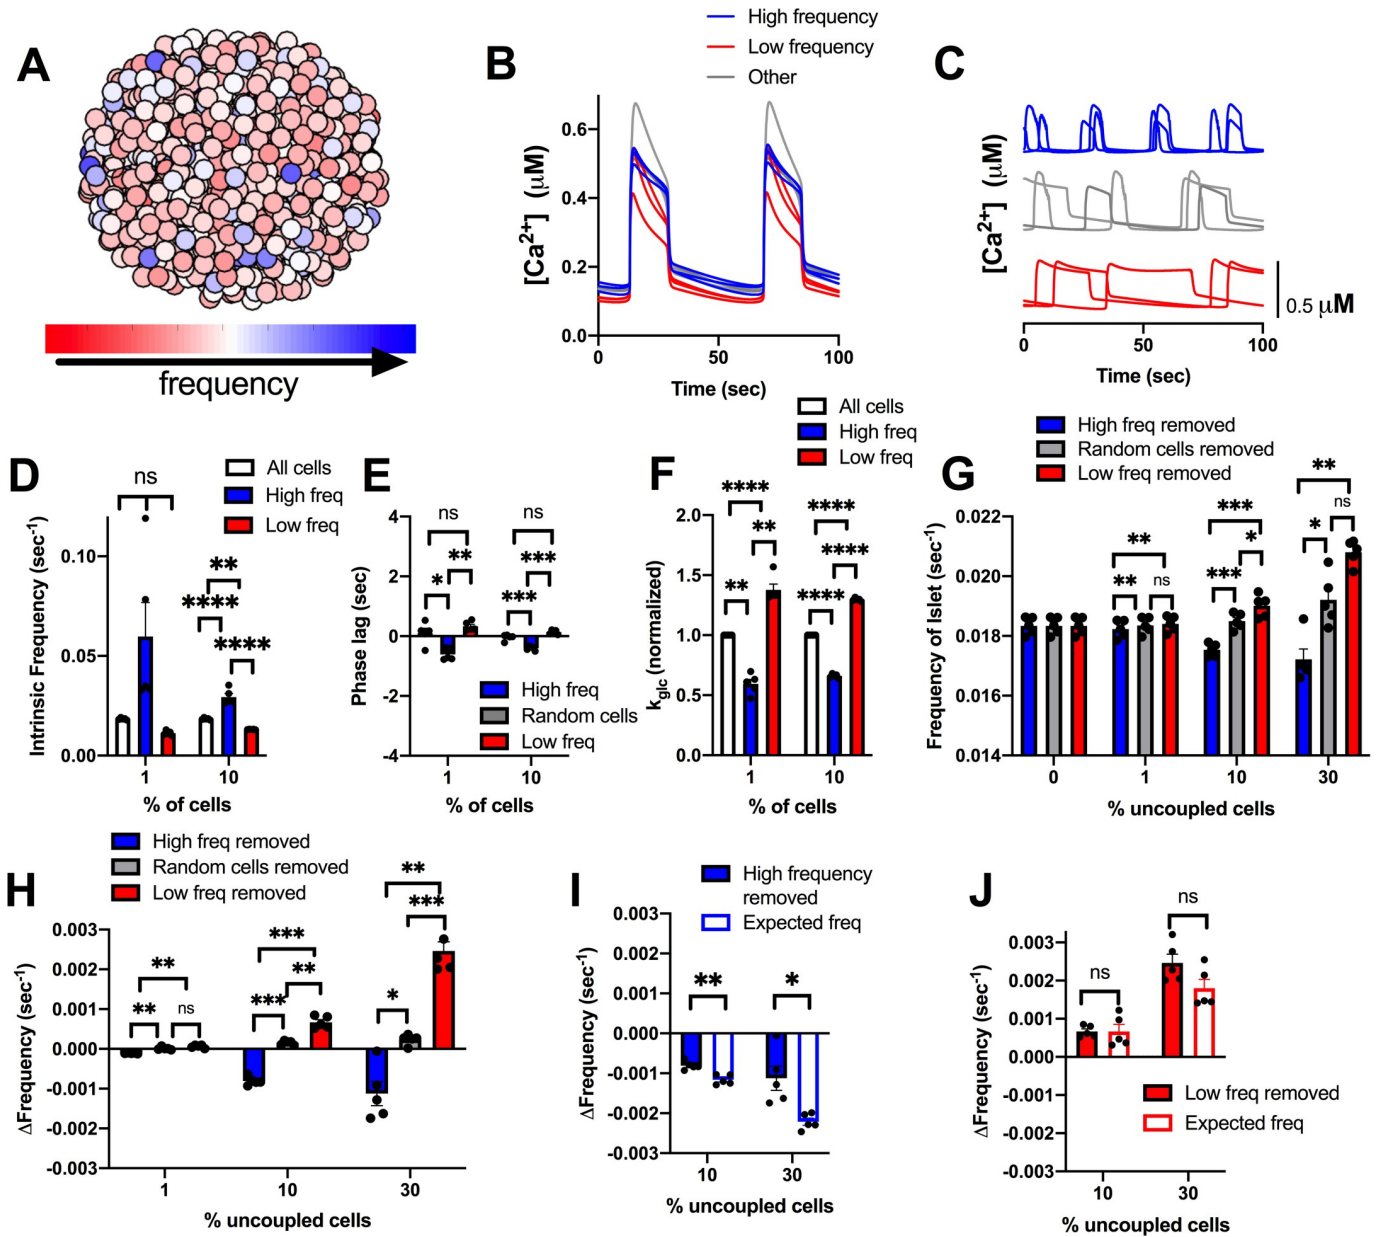 A
frequency
B
High frequency
Low frequency
Other
[Ca2+] (μM)
0.6
0.4
0.2
0.0
0 50 100
Time (sec)
C
[Ca2+] (μM)
0.5 μM
0 50 100
Time (sec)
D
All cells
High freq
Low freq
ns
**
****
****
Intrinsic Frequency (sec-1)
0.10
0.05
0.00
1 10
% of cells
E
ns ns
** ***
* ***
Phase lag (sec)
4
2
0
-2
-4
High freq
Random cells
Low freq
1 10
% of cells
F
All cells
High freq
Low freq
**** ****
** ****
** ****
kglc (normalized)
2.0
1.5
1.0
0.5
0.0
1 10
% of cells
G
High freq removed
Random cells removed
Low freq removed
** *** **
** ns *** * * ns
Frequency of Islet (sec-1)
0.022
0.020
0.018
0.016
0.014
0 1 10 30
% uncoupled cells
H
High freq removed
Random cells removed
Low freq removed
** *** **
** ns *** ** * ***
ΔFrequency (sec-1)
0.003
0.002
0.001
0.000
-0.001
-0.002
-0.003
1 10 30
% uncoupled cells
I
High frequency
removed
Expected freq
** *
ΔFrequency (sec-1)
0.003
0.002
0.001
0.000
-0.001
-0.002
-0.003
10 30
% uncoupled cells
J
ns ns
ΔFrequency (sec-1)
0.003
0.002
0.001
0.000
-0.001
-0.002
-0.003
Low freq removed
Expected freq
10 30
% uncoupled cells